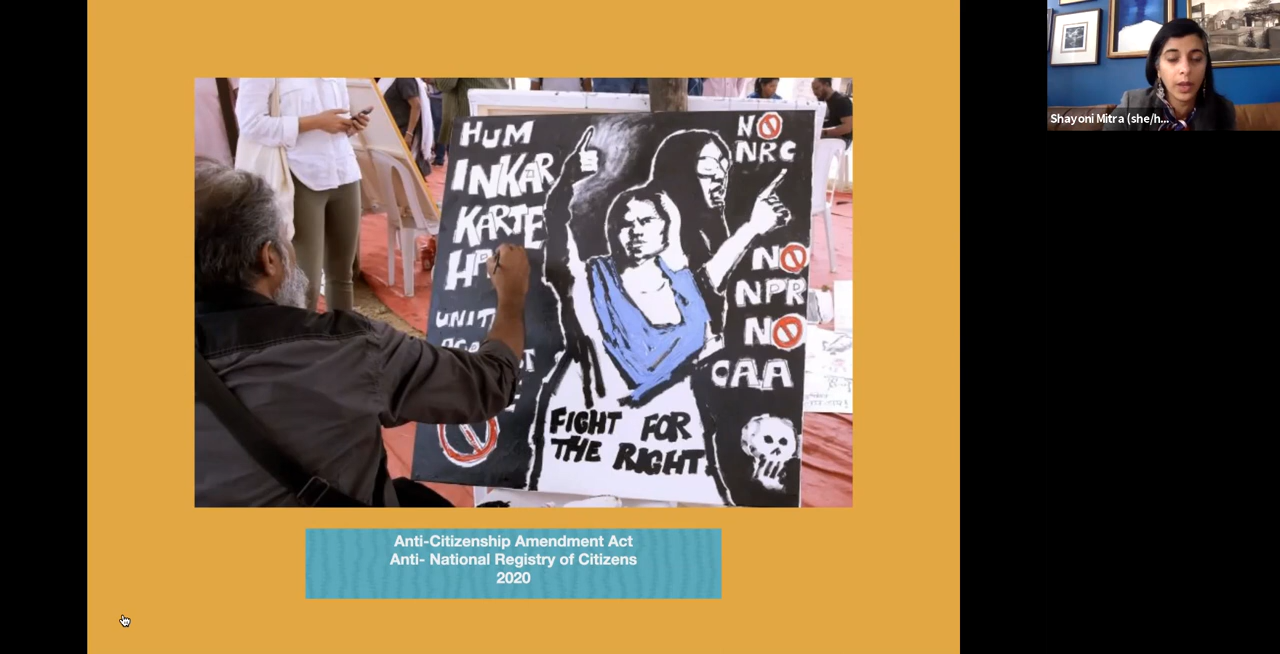 HUM
INKAR
KARTE
UNIT
FIGHT FOR
THE RIGHT
NO
NRC
NO
NPR
NO
CAA
Anti-Citizenship Amendment Act
Anti- National Registry of Citizens
2020
Shayoni Mitra (she/h...